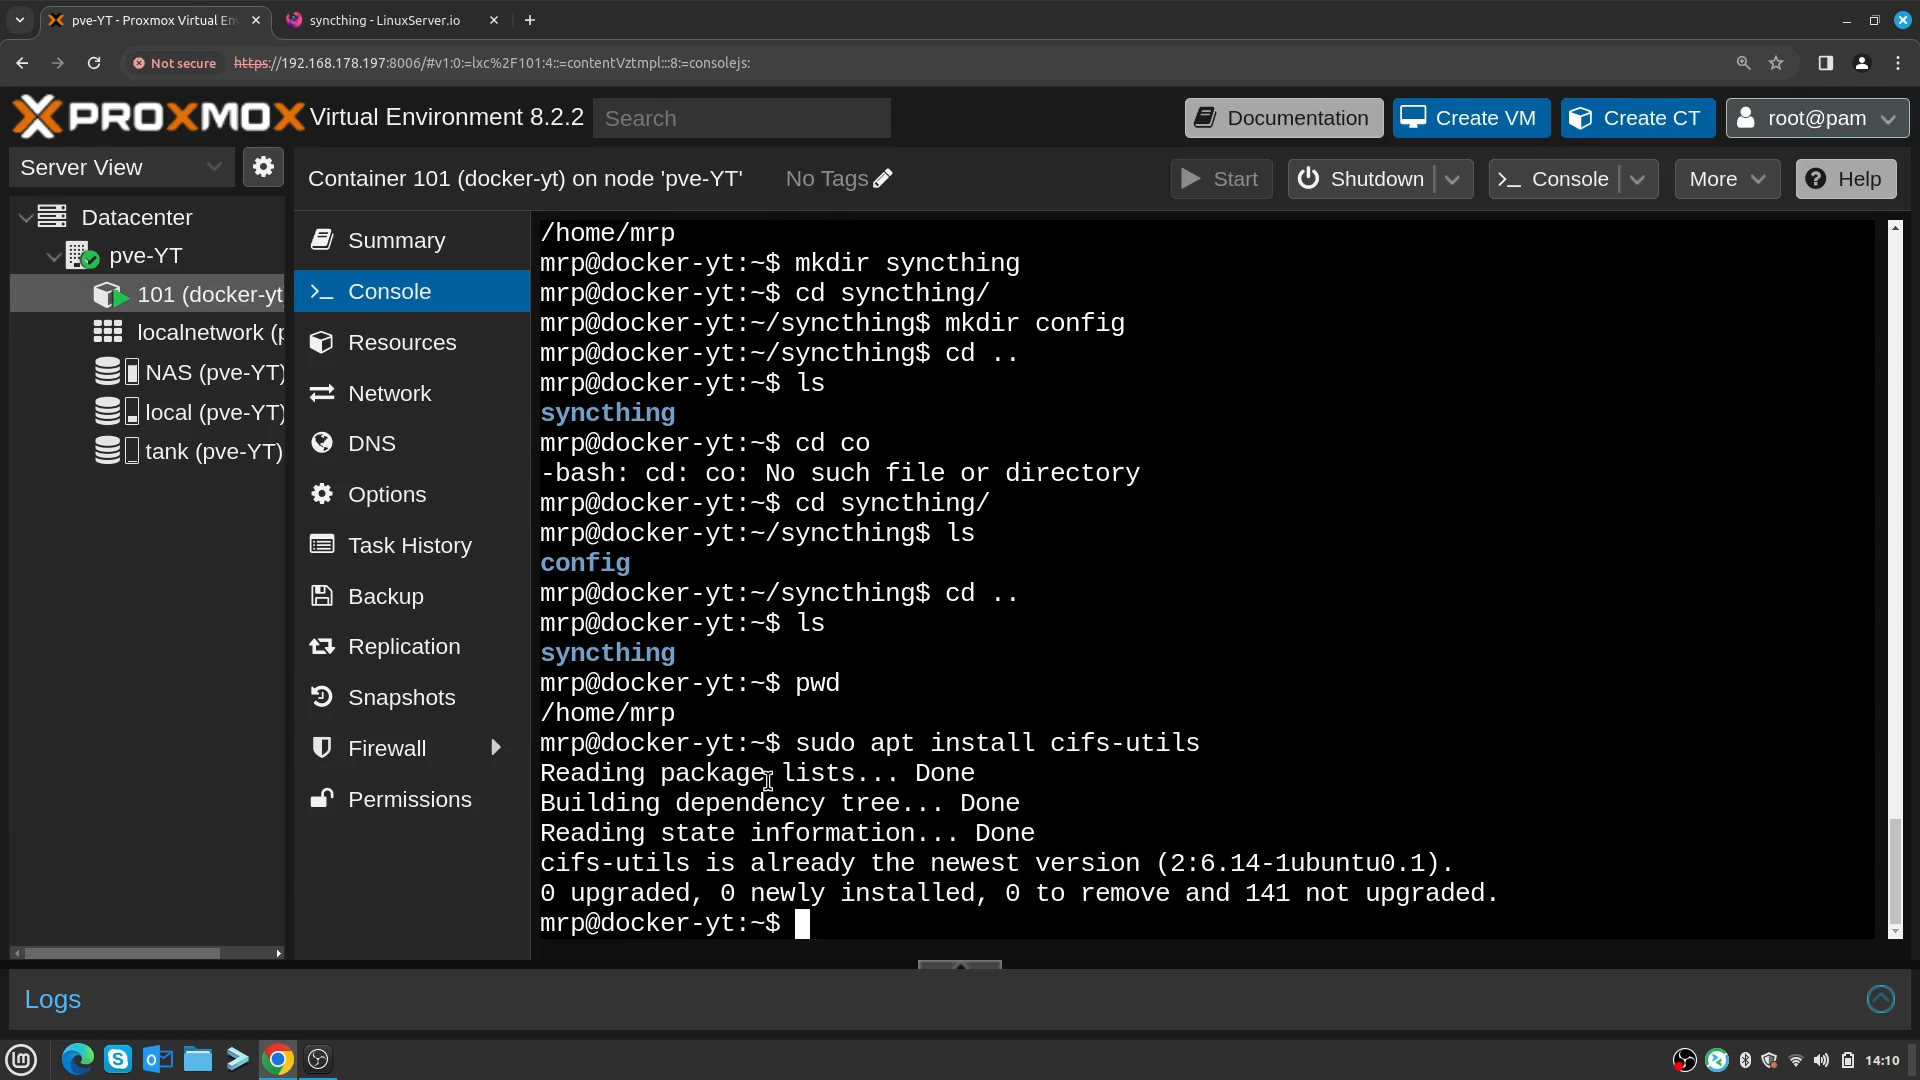 pve-YT - Proxmox Virtual En
syncthing - LinuxServer.io
Not secure
https://192.168.178.197:8006/#v1:0:=lxc%2F101:4::=contentVztmpl:::8:=consolejs:
PROXMOX Virtual Environment 8.2.2
Search
Documentation
Create VM
Create CT
root@pam
Server View
Container 101 (docker-yt) on node 'pve-YT'
No Tags
Start
Shutdown
Console
More
Help
Datacenter
pve-YT
101 (docker-yt
localnetwork (p
NAS (pve-YT)
local (pve-YT)
tank (pve-YT)
Summary
Console
Resources
Network
DNS
Options
Task History
Backup
Replication
Snapshots
Firewall
Permissions
/home/mrp
mrp@docker-yt:~$ mkdir syncthing
mrp@docker-yt:~$ cd syncthing/
mrp@docker-yt:~/syncthing$ mkdir config
mrp@docker-yt:~/syncthing$ cd ..
mrp@docker-yt:~$ ls
syncthing
mrp@docker-yt:~$ cd co
-bash: cd: co: No such file or directory
mrp@docker-yt:~$ cd syncthing/
mrp@docker-yt:~/syncthing$ ls
config
mrp@docker-yt:~/syncthing$ cd ..
mrp@docker-yt:~$ ls
syncthing
mrp@docker-yt:~$ pwd
/home/mrp
mrp@docker-yt:~$ sudo apt install cifs-utils
Reading package lists... Done
Building dependency tree... Done
Reading state information... Done
cifs-utils is already the newest version (2:6.14-1ubuntu0.1).
0 upgraded, 0 newly installed, 0 to remove and 141 not upgraded.
mrp@docker-yt:~$
Logs
14:10